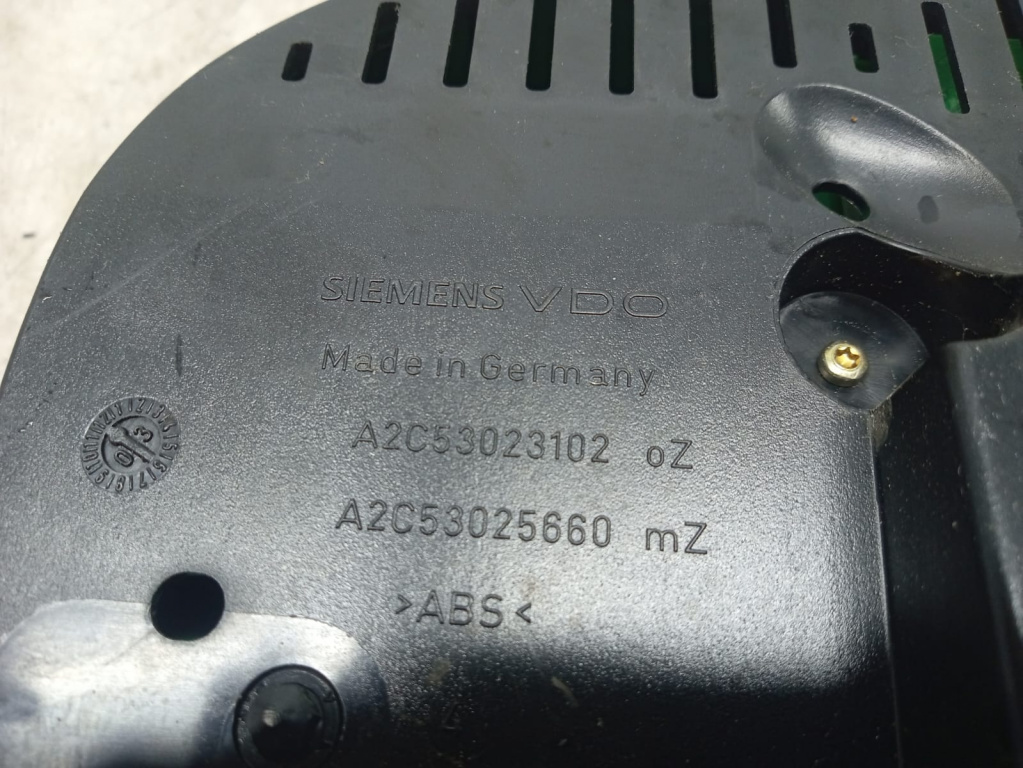 SIEMENS VDO
Made in Germany
A2C53023102 oZ
A2C53025660 mZ
>ABS<